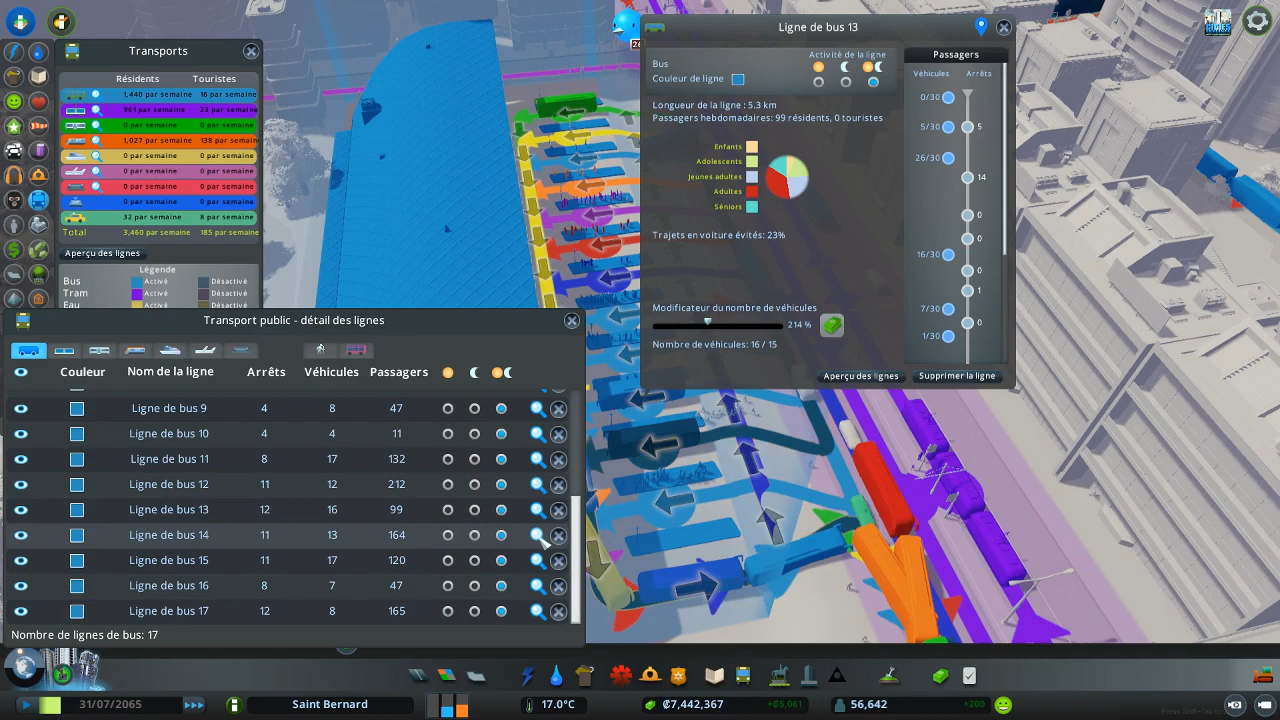 Transports
Résidents Touristes
1,440 par semaine 16 par semaine
961 par semaine 23 par semaine
0 par semaine 0 par semaine
1,027 par semaine 138 par semaine
0 par semaine 0 par semaine
0 par semaine 0 par semaine
0 par semaine 0 par semaine
0 par semaine 0 par semaine
32 par semaine 8 par semaine
Total 3,460 par semaine 185 par semaine
Aperçu des lignes
Légende
Bus Activé Désactivé
Tram Activé Désactivé
Eau Activé Désactivé
Ligne de bus 13
Bus
Activité de la ligne
Couleur de ligne
Longueur de la ligne : 5.3 km
Passagers hebdomadaires: 99 résidents, 0 touristes
Enfants
Adolescents
Jeunes adultes
Adultes
Séniors
Trajets en voiture évités: 23%
Modificateur du nombre de véhicules
214 %
Nombre de véhicules: 16 / 15
Aperçu des lignes Supprimer la ligne
Passagers
Véhicules Arrêts
0/30
5/30 5
26/30
14
0
0
16/30
0
1
7/30
0
1/30
Transport public - détail des lignes
Couleur Nom de la ligne Arrêts Véhicules Passagers
Ligne de bus 9 4 8 47
Ligne de bus 10 4 4 11
Ligne de bus 11 8 17 132
Ligne de bus 12 11 12 212
Ligne de bus 13 12 16 99
Ligne de bus 14 11 13 164
Ligne de bus 15 11 17 120
Ligne de bus 16 8 7 47
Ligne de bus 17 12 8 165
Nombre de lignes de bus: 17
31/07/2065 Saint Bernard 17.0°C ₡7,442,367 +₡5,061 56,642 +200